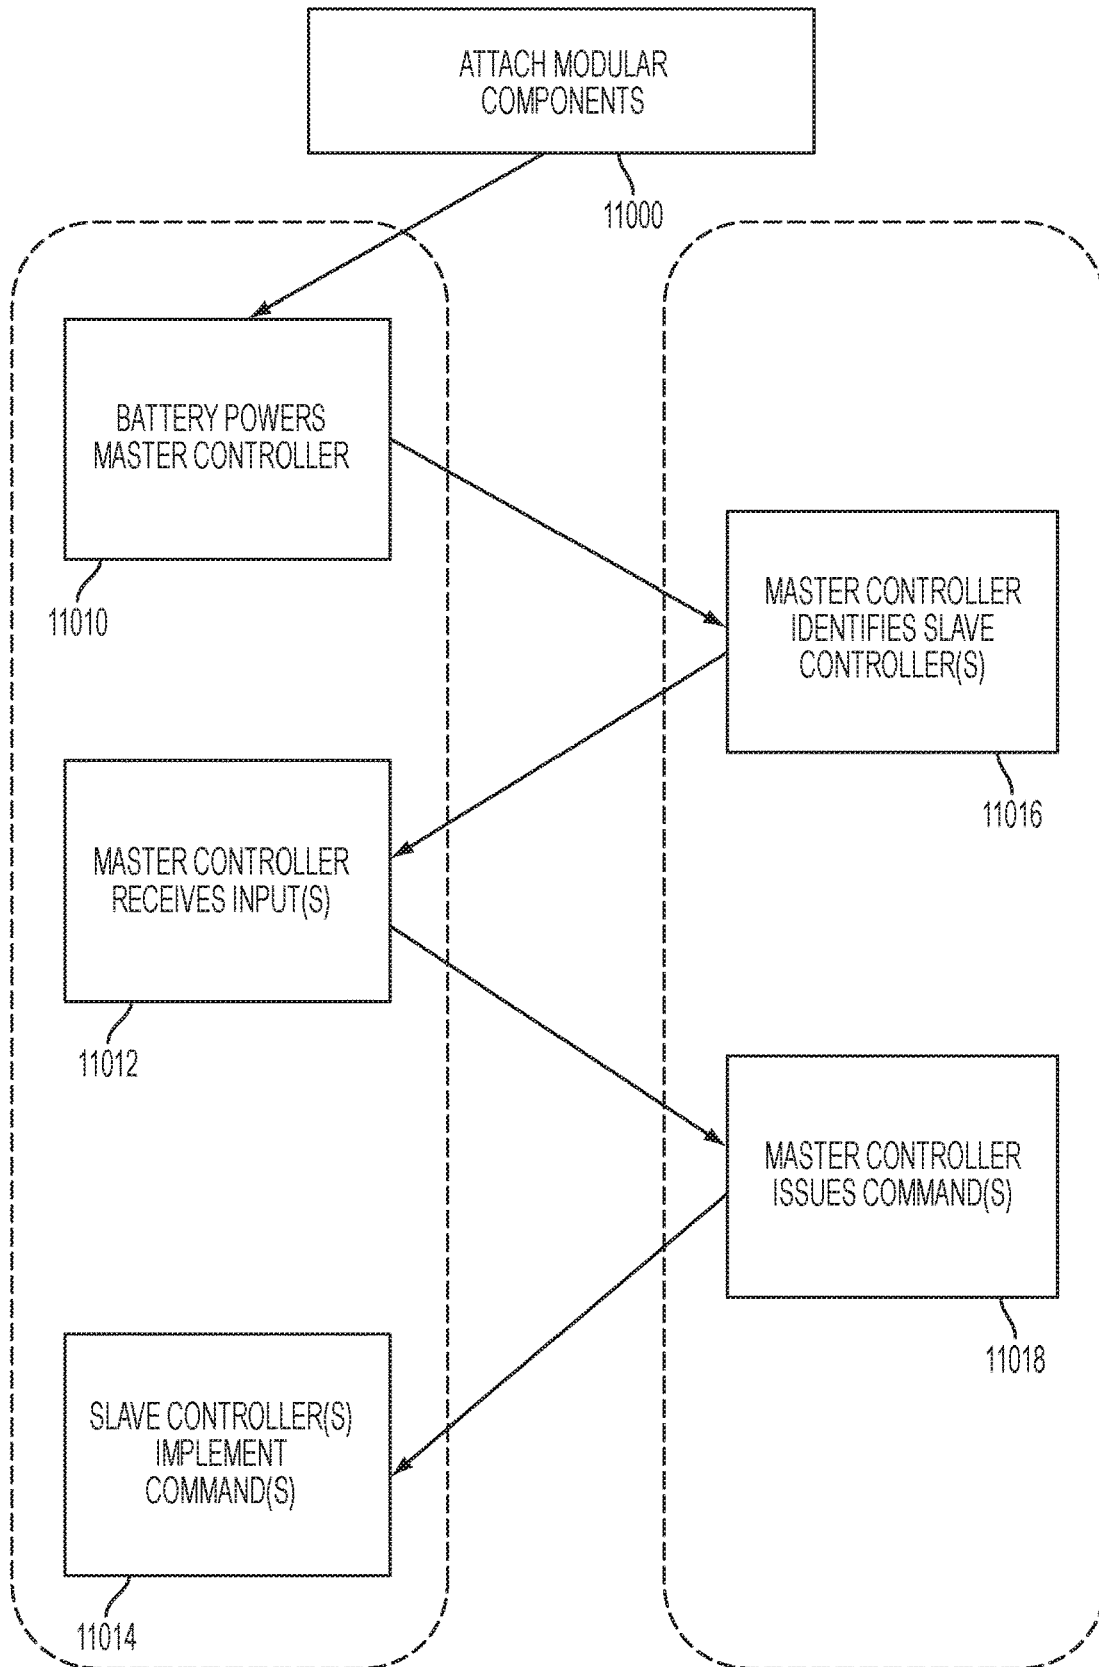 ATTACH MODULAR
COMPONENTS
11000
BATTERY POWERS
MASTER CONTROLLER
11010
MASTER CONTROLLER
IDENTIFIES SLAVE
CONTROLLER(S)
11016
MASTER CONTROLLER
RECEIVES INPUT(S)
11012
MASTER CONTROLLER
ISSUES COMMAND(S)
11018
SLAVE CONTROLLER(S)
IMPLEMENT
COMMAND(S)
11014